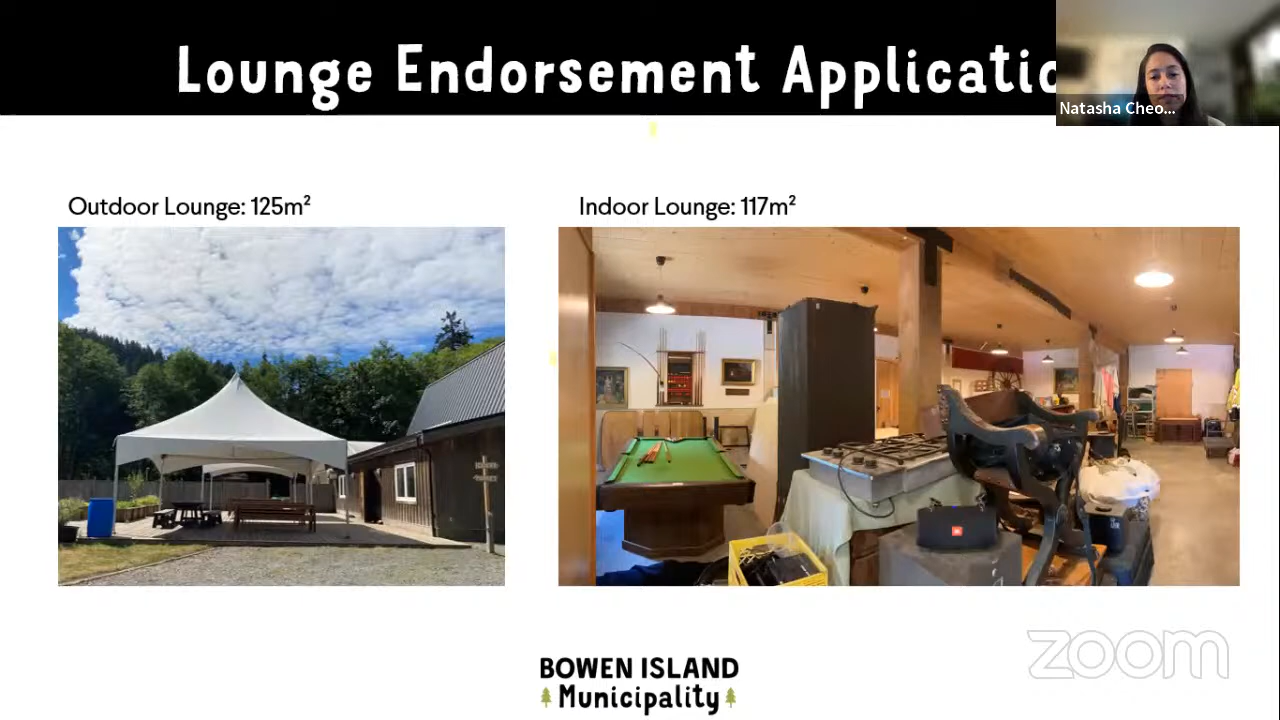 Lounge Endorsement Applicatio
Natasha Cheo...
Outdoor Lounge: 125m²
Indoor Lounge: 117m²
BOWEN ISLAND
Municipality
zoom